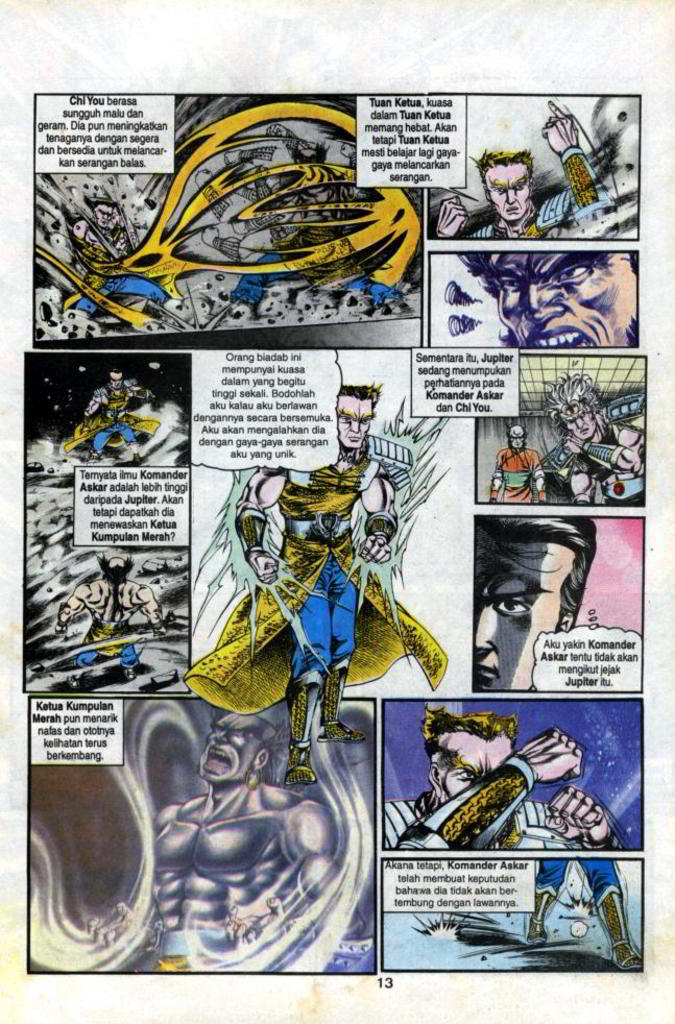 Chi You berasa
sungguh malu dan
geram. Dia pun meningkatkan
tenaganya dengan segera
dan bersedia untuk melancar-
kan serangan balas.
Tuan Ketua, kuasa
dalam Tuan Ketua
memang hebat. Akan
tetapi Tuan Ketua
mesti belajar lagi gaya-
gaya melancarkan
serangan.
Orang biadab ini
mempunyai kuasa
dalam yang begitu
tinggi sekali. Bodohlah
aku kalau aku berlawan
dengannya secara bersemuka.
Aku akan mengalahkan dia
dengan gaya-gaya serangan
aku yang unik.
Sementara itu, Jupiter
sedang menumpukan
perhatiannya pada
Komander Askar
dan Chi You.
Ternyata ilmu Komander
Askar adalah lebih tinggi
daripada Jupiter. Akan
tetapi dapatkah dia
menewaskan Ketua
Kumpulan Merah?
Aku yakin Komander
Askar tentu tidak akan
mengikut jejak
Jupiter itu.
Ketua Kumpulan
Merah pun menarik
nafas dan ototnya
kelihatan terus
berkembang.
Akana tetapi, Komander Askar
telah membuat keputudan
bahawa dia tidak akan ber-
tembung dengan lawannya.
13